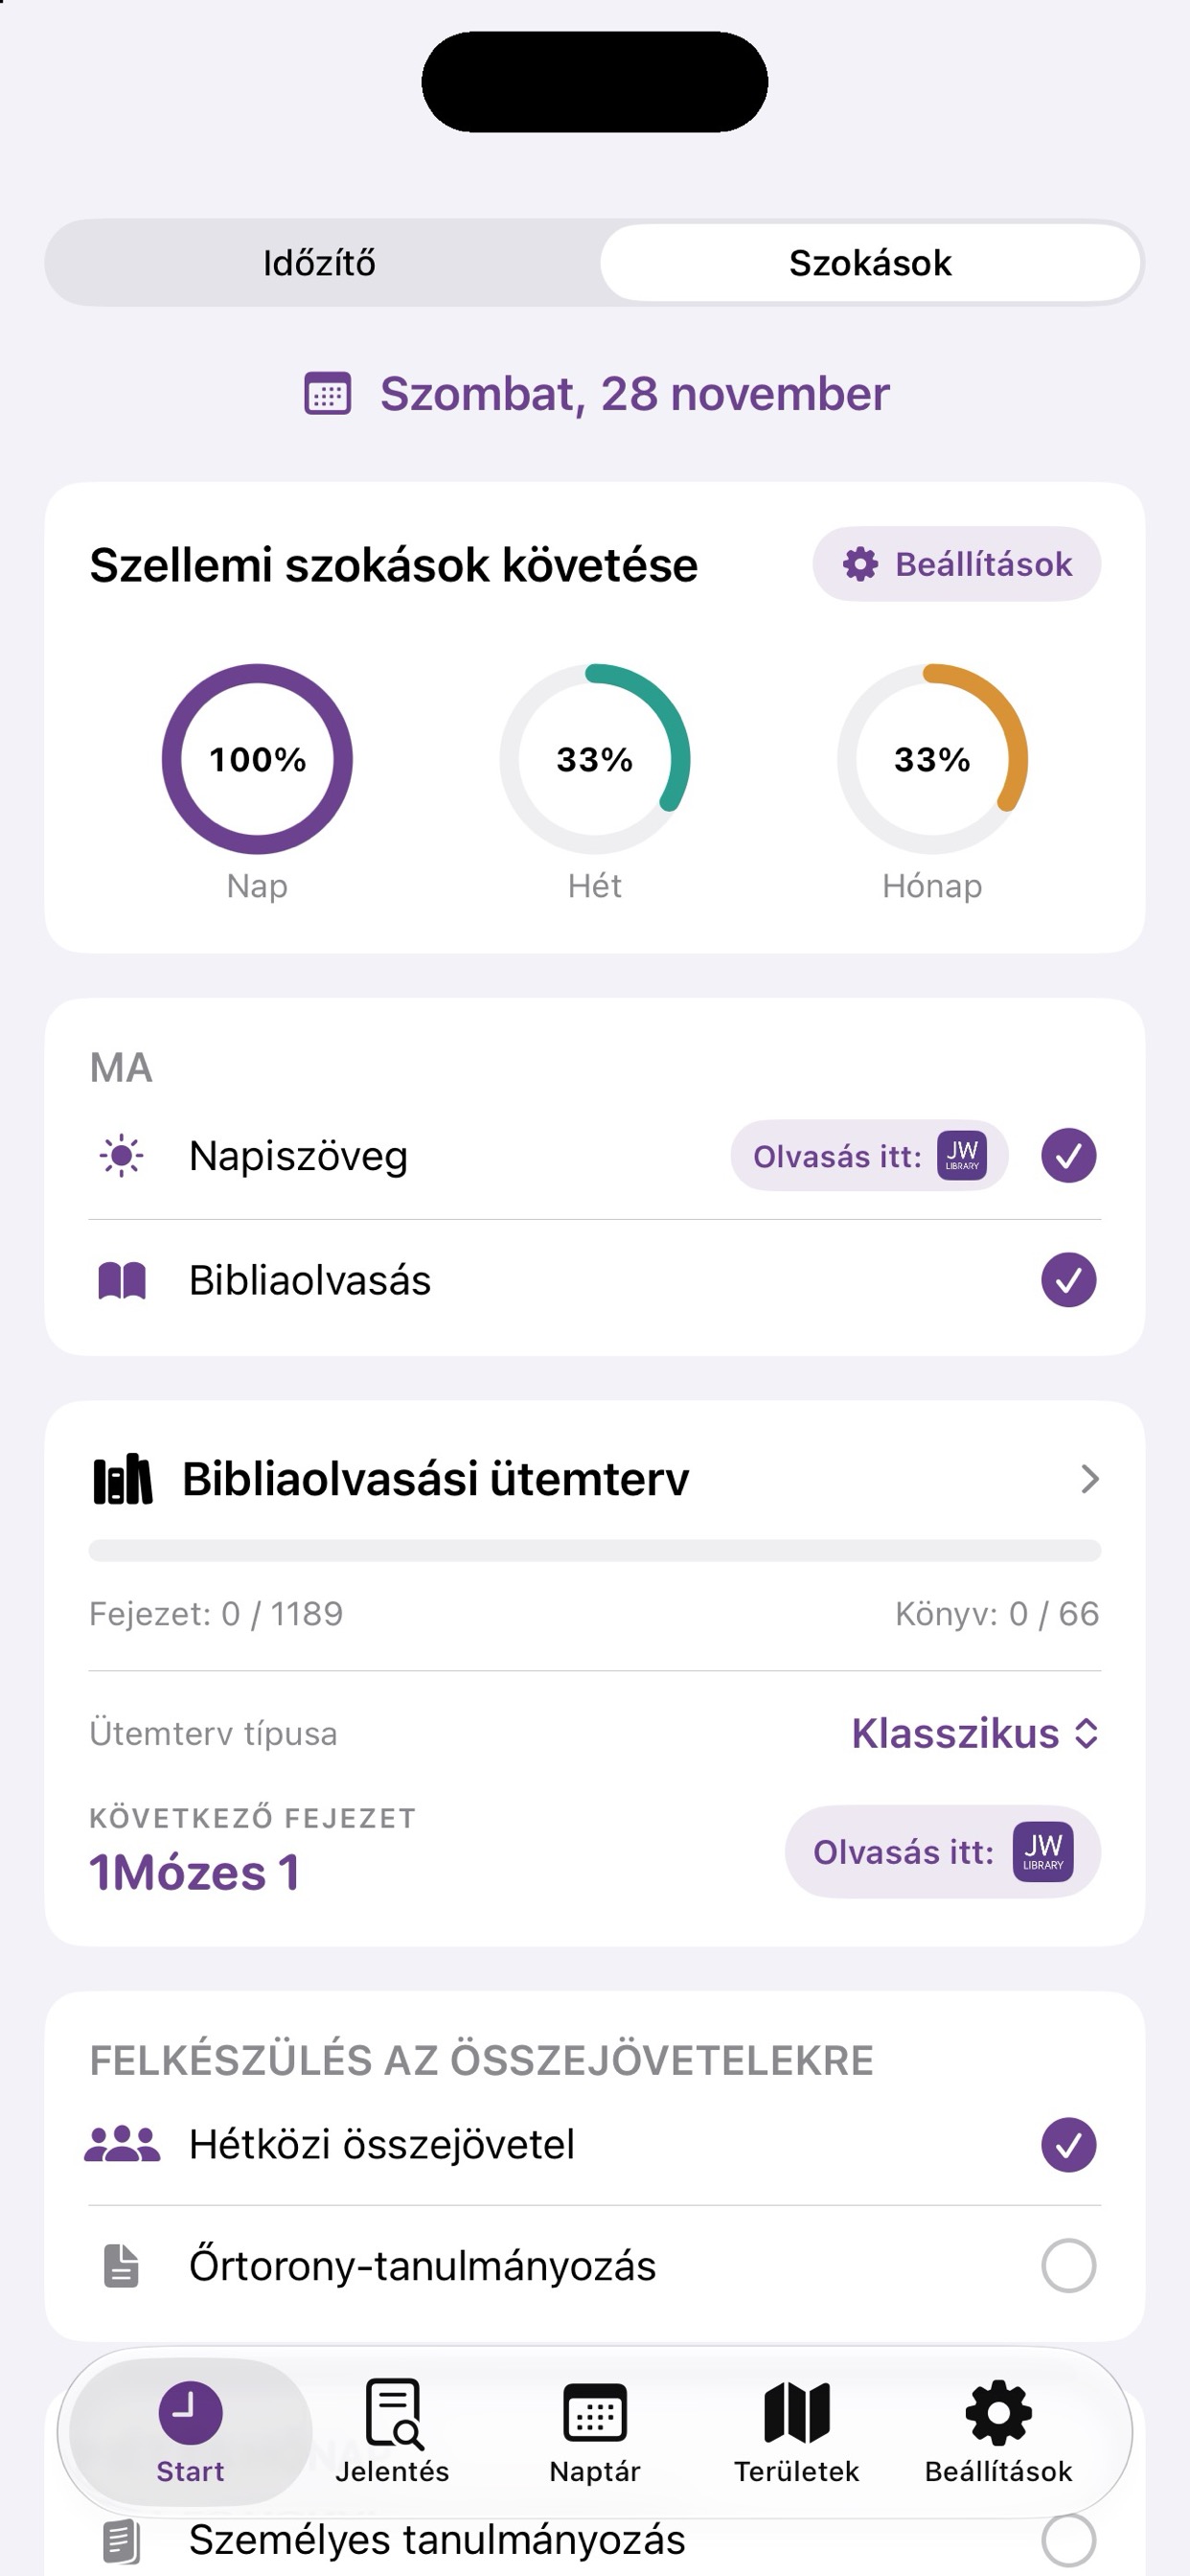 Időzítő
Szokások
Szombat, 28 november
Szellemi szokások követése
Beállítások
100%
33%
33%
Nap
Hét
Hónap
MA
Napiszöveg
Olvasás itt:
JW
LIBRARY
Bibliaolvasás
Bibliaolvasási ütemterv
Fejezet: 0 / 1189
Könyv: 0 / 66
Ütemterv típusa
Klasszikus
KÖVETKEZŐ FEJEZET
1Mózes 1
Olvasás itt:
JW
LIBRARY
FELKÉSZÜLÉS AZ ÖSSZEJÖVETELEKRE
Hétközi összejövetel
Őrtorony-tanulmányozás
Start
Jelentés
Naptár
Területek
Beállítások
Személyes tanulmányozás